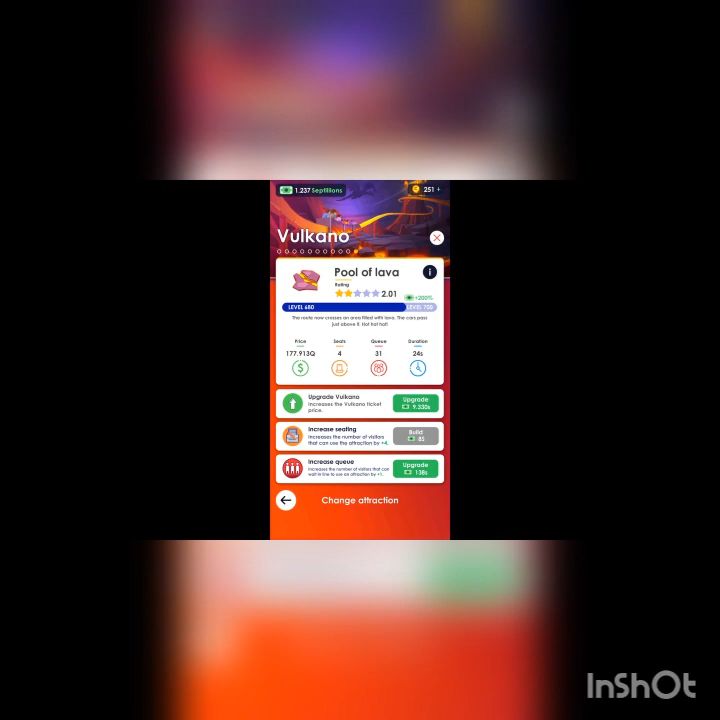 1.237 Septillions
251 +
Vulkano
Pool of lava
i
Rating
2.01
+200%
LEVEL 680
LEVEL 700
The route now crosses an area filled with lava. The cars pass
just above it. Hot hot hot!
Price Seats Queue Duration
177.913Q 4 31 24s
Upgrade Vulkano
Increases the Vulkano ticket
price.
Upgrade
9.330s
Increase seating
Increases the number of visitors
that can use the attraction by +4.
Build
8S
Increase queue
Increases the number of visitors that can
wait in line to use an attraction by +1.
Upgrade
138s
Change attraction
InShOt